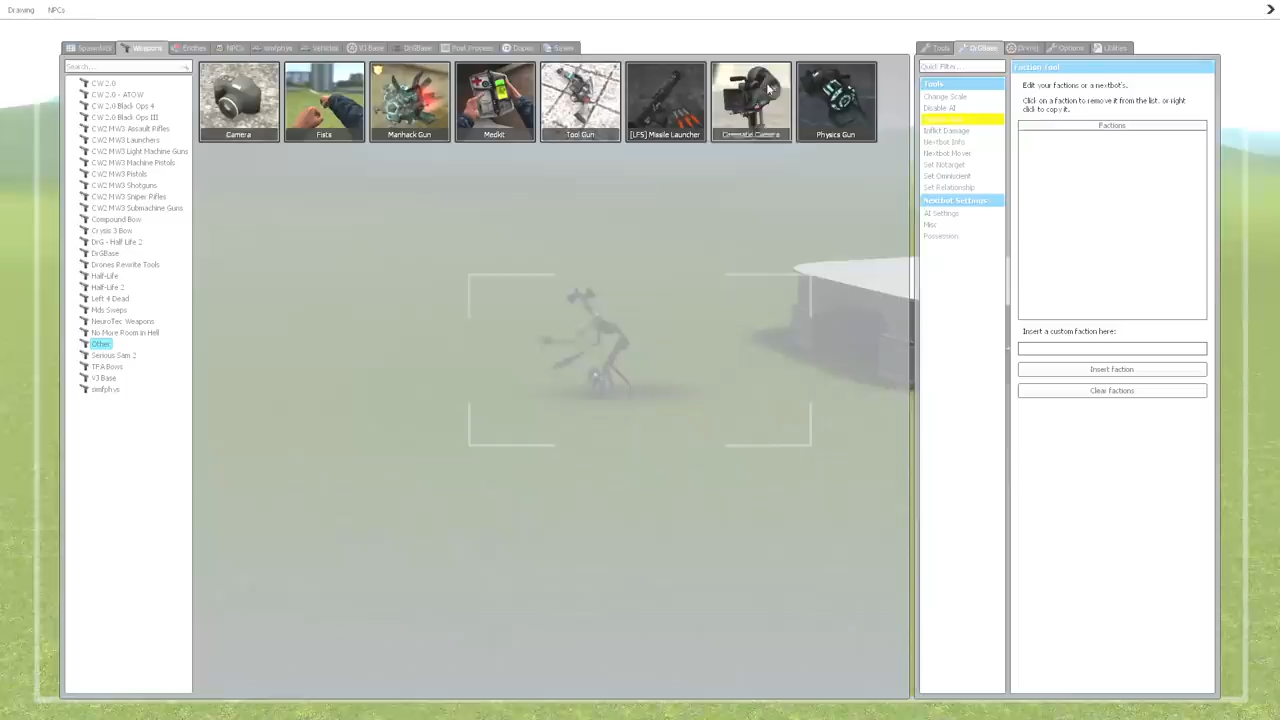 Drawing NPCs
Spawnlists Weapons Entities NPCs simfphys Vehicles VJ Base DrGBase Post Process Dupes Saves
Tools DrGBase Drones Options Utilities
Search...
CW 2.0
CW 2.0 - ATOW
CW 2.0 Black Ops 4
CW 2.0 Black Ops III
CW2 MW3 Assault Rifles
CW2 MW3 Launchers
CW2 MW3 Light Machine Guns
CW2 MW3 Machine Pistols
CW2 MW3 Pistols
CW2 MW3 Shotguns
CW2 MW3 Sniper Rifles
CW2 MW3 Submachine Guns
Compound Bow
Crysis 3 Bow
DrG - Half Life 2
DrGBase
Drones Rewrite Tools
Half-Life
Half-Life 2
Left 4 Dead
Mds Sweps
NeuroTec Weapons
No More Room in Hell
Other
Serious Sam 2
TFA Bows
VJ Base
simfphys
Camera
Fists
Manhack Gun
Medkit
Tool Gun
[LFS] Missile Launcher
Cinematic Camera
Physics Gun
Quick Filter...
Tools
Change Scale
Disable AI
Inflict Damage
Nextbot Info
Nextbot Mover
Set Notarget
Set Omniscient
Set Relationship
Nextbot Settings
AI Settings
Misc
Possession
Faction Tool
Edit your factions or a nextbot's.
Click on a faction to remove it from the list, or right
click to copy it.
Factions
Insert a custom faction here:
Insert faction
Clear factions